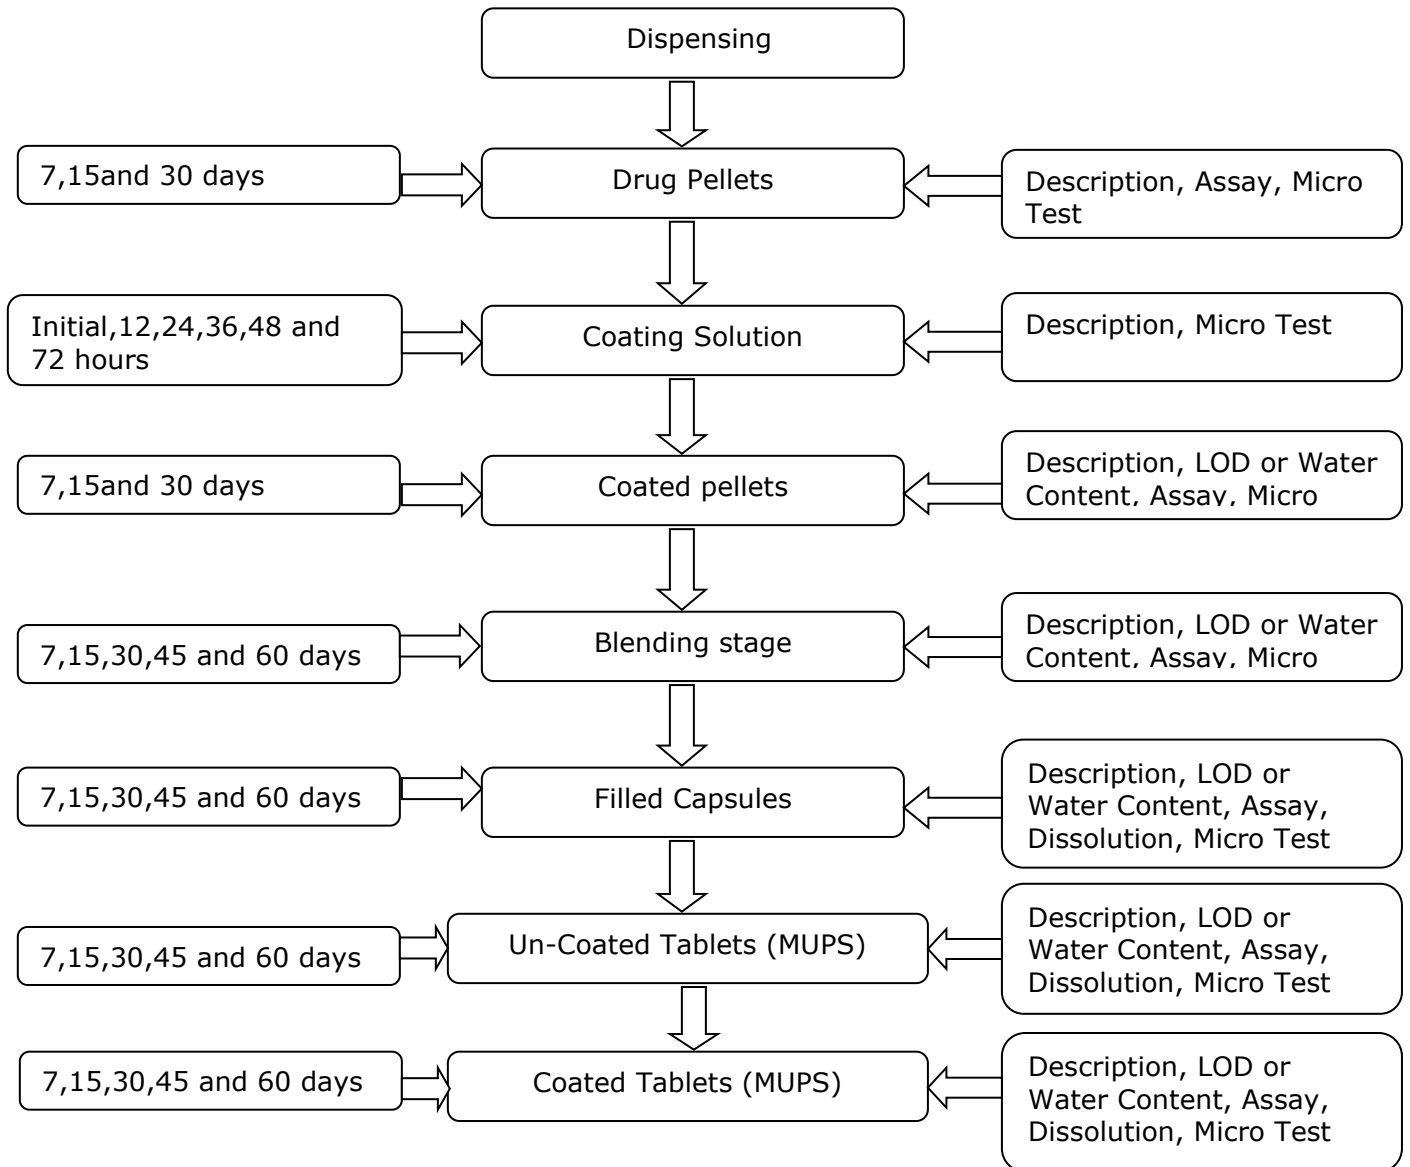 Dispensing
7,15and 30 days
Drug Pellets
Description, Assay, Micro
Test
Initial,12,24,36,48 and
72 hours
Coating Solution
Description, Micro Test
7,15and 30 days
Coated pellets
Description, LOD or Water
Content, Assay, Micro
7,15,30,45 and 60 days
Blending stage
Description, LOD or Water
Content, Assay, Micro
7,15,30,45 and 60 days
Filled Capsules
Description, LOD or
Water Content, Assay,
Dissolution, Micro Test
7,15,30,45 and 60 days
Un-Coated Tablets (MUPS)
Description, LOD or
Water Content, Assay,
Dissolution, Micro Test
7,15,30,45 and 60 days
Coated Tablets (MUPS)
Description, LOD or
Water Content, Assay,
Dissolution, Micro Test